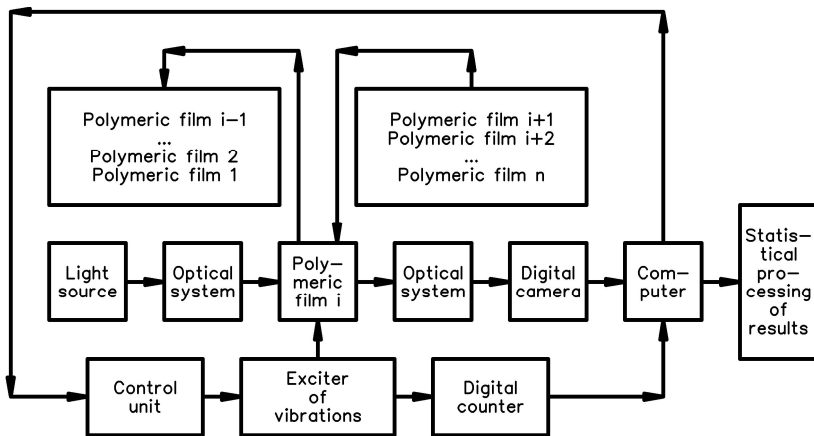 Polymeric film i-1
...
Polymeric film 2
Polymeric film 1
Polymeric film i+1
Polymeric film i+2
...
Polymeric film n
Light
source
Optical
system
Poly-
meric
film i
Optical
system
Digital
camera
Com-
puter
Statis-
tical
pro-
cessing
of
results
Control
unit
Exciter
of
vibrations
Digital
counter